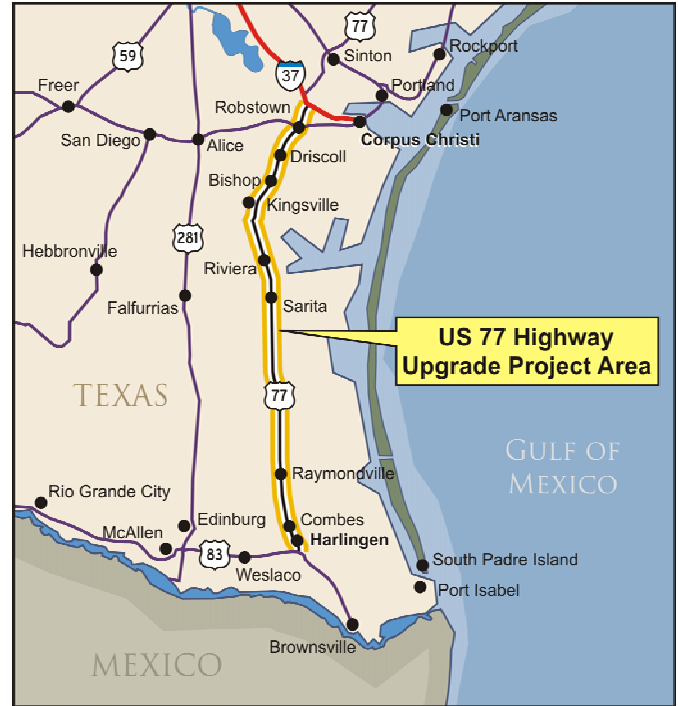 77
Rockport
Sinton
59
37
Freer
Portland
Robstown
Port Aransas
San Diego
Alice
Corpus Christi
Driscoll
Bishop
Kingsville
281
Hebbronville
Riviera
Falfurrias
Sarita
US 77 Highway
Upgrade Project Area
TEXAS
77
GULF OF
MEXICO
Raymondville
Rio Grande City
Edinburg
Combes
McAllen
Harlingen
83
South Padre Island
Weslaco
Port Isabel
Brownsville
MEXICO